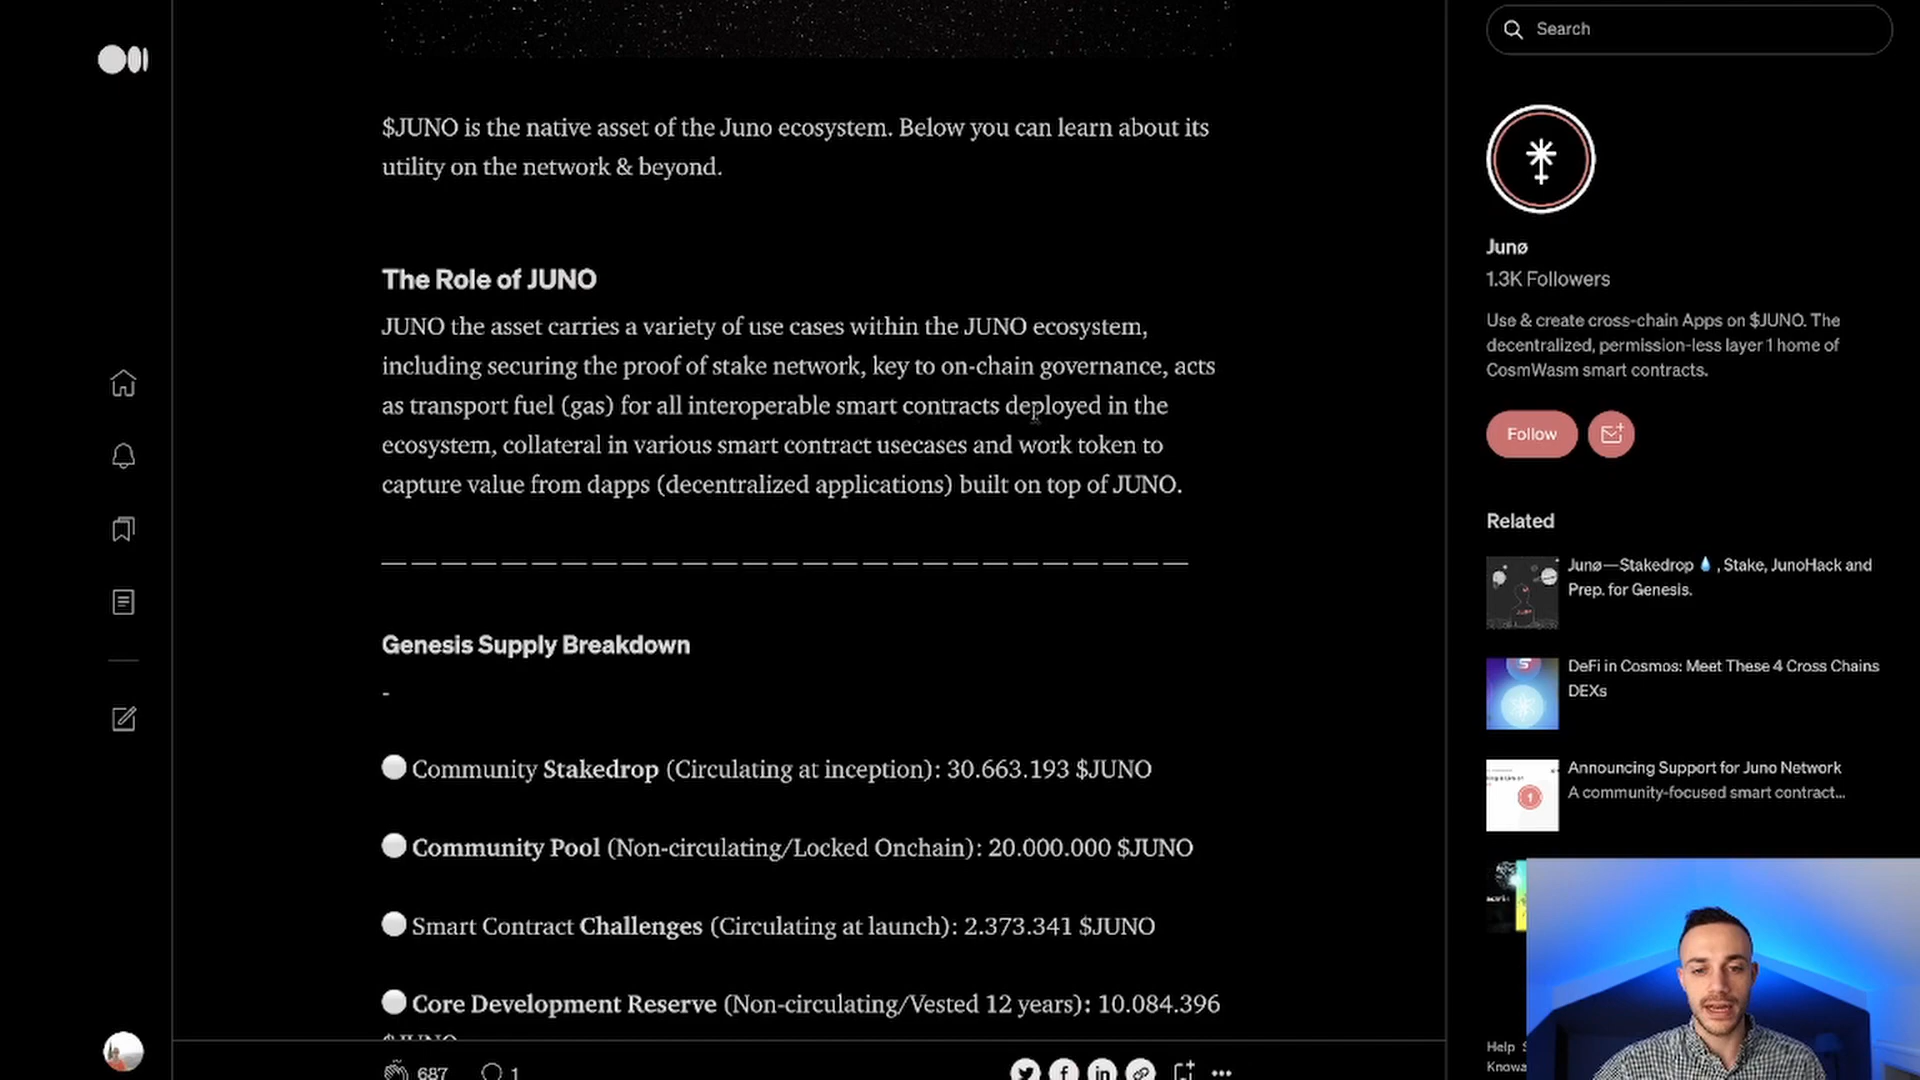 $JUNO is the native asset of the Juno ecosystem. Below you can learn about its
utility on the network & beyond.
The Role of JUNO
JUNO the asset carries a variety of use cases within the JUNO ecosystem,
including securing the proof of stake network, key to on-chain governance, acts
as transport fuel (gas) for all interoperable smart contracts deployed in the
ecosystem, collateral in various smart contract usecases and work token to
capture value from dapps (decentralized applications) built on top of JUNO.
Genesis Supply Breakdown
-
Community Stakedrop (Circulating at inception): 30.663.193 $JUNO
Community Pool (Non-circulating/Locked Onchain): 20.000.000 $JUNO
Smart Contract Challenges (Circulating at launch): 2.373.341 $JUNO
Core Development Reserve (Non-circulating/Vested 12 years): 10.084.396
$JUNO
687
1
Search
Junø
1.3K Followers
Use & create cross-chain Apps on $JUNO. The
decentralized, permission-less layer 1 home of
CosmWasm smart contracts.
Follow
Related
Junø—Stakedrop 💧 , Stake, JunoHack and
Prep. for Genesis.
DeFi in Cosmos: Meet These 4 Cross Chains
DEXs
Announcing Support for Juno Network
A community-focused smart contract...
Help
Knowa